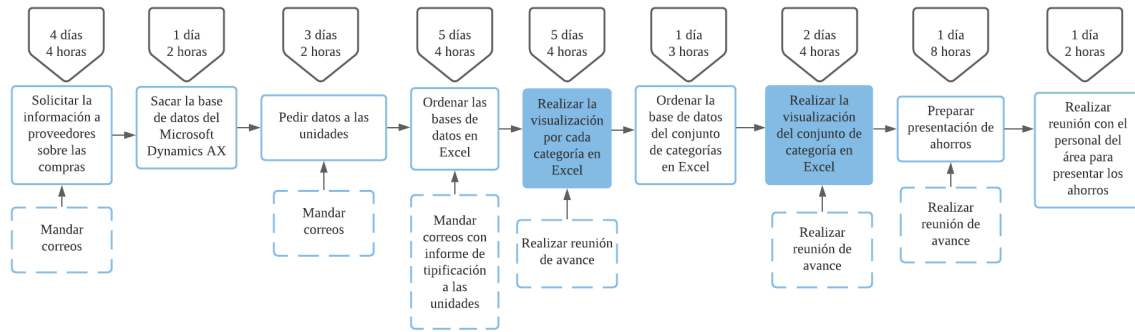 4 días
4 horas
1 día
2 horas
3 días
2 horas
5 días
4 horas
5 días
4 horas
1 día
3 horas
2 días
4 horas
1 día
8 horas
1 día
2 horas
Solicitar la
información a
proveedores
sobre las
compras
Sacar la base
de datos del
Microsoft
Dynamics AX
Pedir datos a las
unidades
Ordenar las
bases de
datos en
Excel
Realizar la
visualización
por cada
categoría en
Excel
Ordenar la
base de datos
del conjunto
de categorías
en Excel
Realizar la
visualización
del conjunto de
categoría en
Excel
Preparar
presentación de
ahorros
Realizar
reunión con el
personal del
área para
presentar los
ahorros
Mandar
correos
Mandar
correos
Mandar
correos con
informe de
tipificación
a las
unidades
Realizar reunión
de avance
Realizar
reunión de
avance
Realizar
reunión de
avance